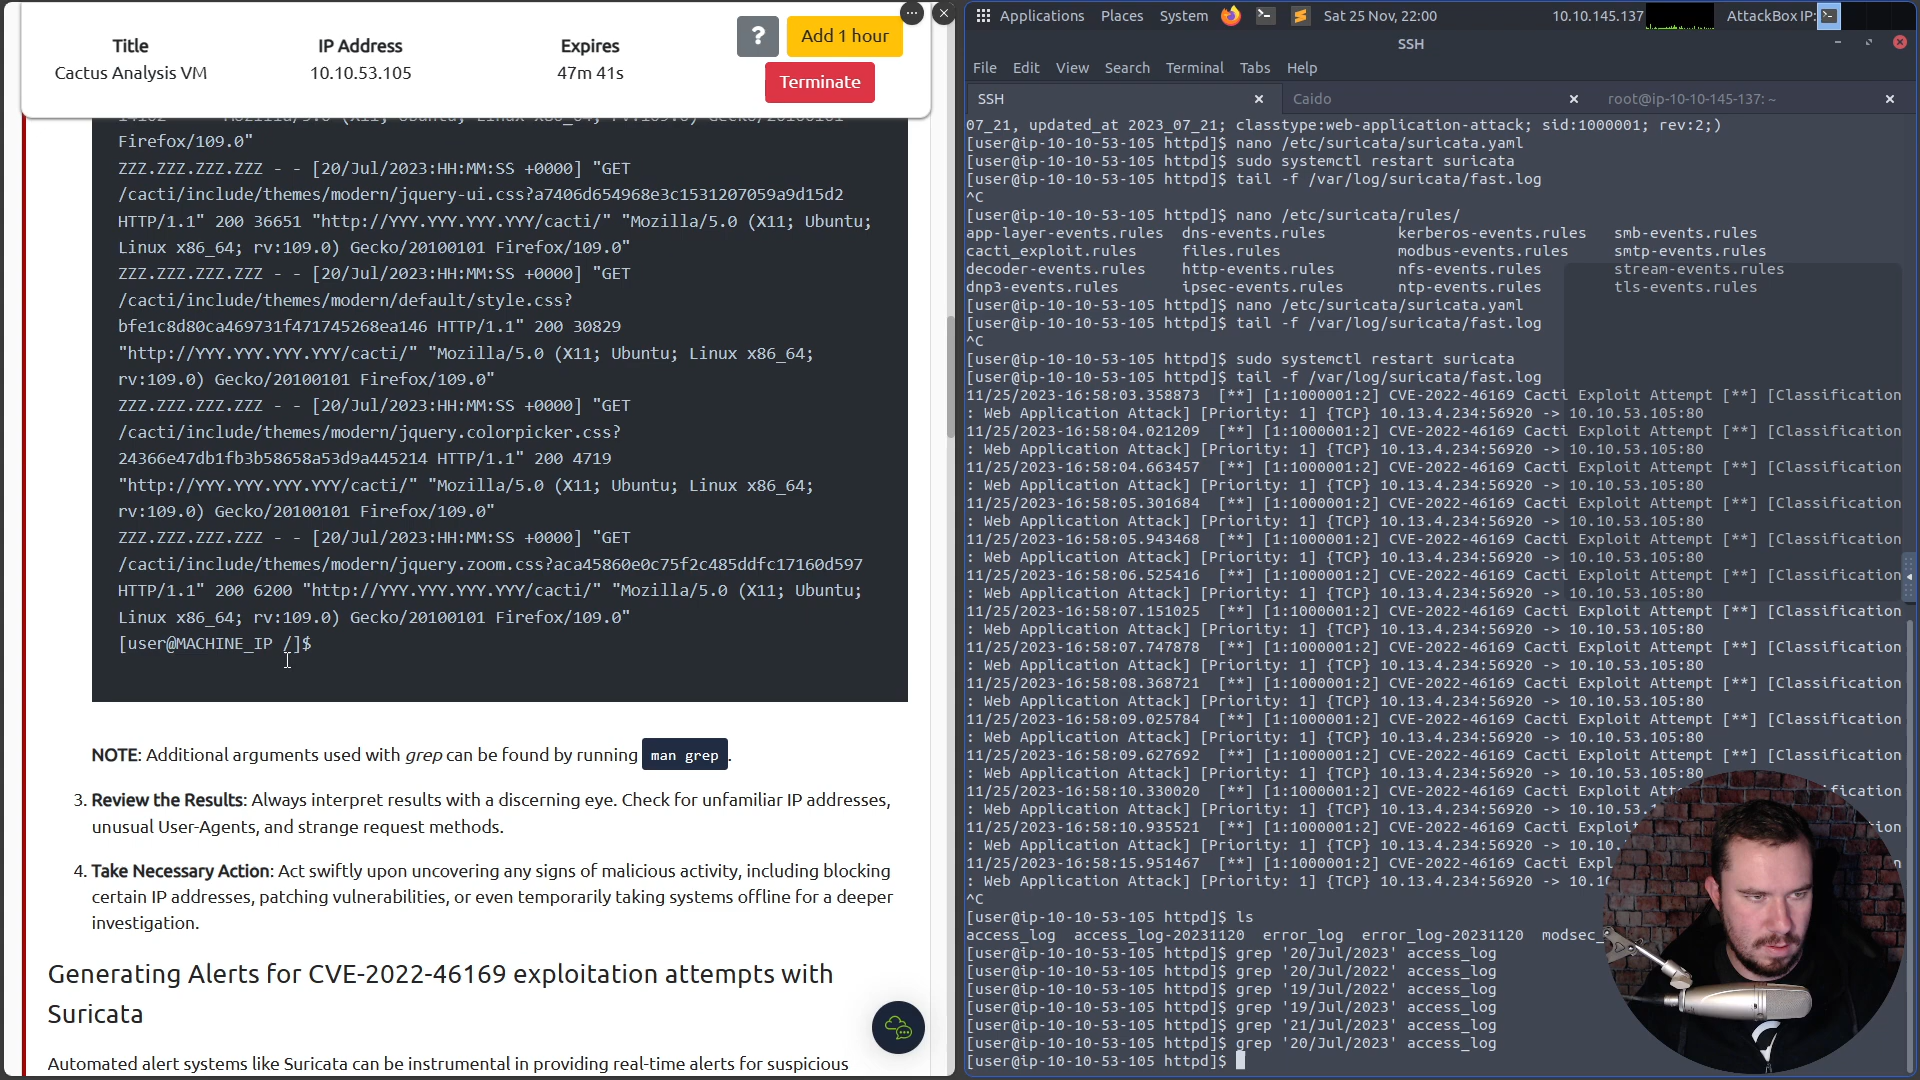 Title
IP Address
Expires
?
Add 1 hour
Cactus Analysis VM
10.10.53.105
47m 41s
Terminate
Firefox/109.0"
ZZZ.ZZZ.ZZZ.ZZZ - - [20/Jul/2023:HH:MM:SS +0000] "GET
/cacti/include/themes/modern/jquery-ui.css?a7406d654968e3c1531207059a9d15d2
HTTP/1.1" 200 36651 "http://YYY.YYY.YYY.YYY/cacti/" "Mozilla/5.0 (X11; Ubuntu;
Linux x86_64; rv:109.0) Gecko/20100101 Firefox/109.0"
ZZZ.ZZZ.ZZZ.ZZZ - - [20/Jul/2023:HH:MM:SS +0000] "GET
/cacti/include/themes/modern/default/style.css?
bfe1c8d80ca469731f471745268ea146 HTTP/1.1" 200 30829
"http://YYY.YYY.YYY.YYY/cacti/" "Mozilla/5.0 (X11; Ubuntu; Linux x86_64;
rv:109.0) Gecko/20100101 Firefox/109.0"
ZZZ.ZZZ.ZZZ.ZZZ - - [20/Jul/2023:HH:MM:SS +0000] "GET
/cacti/include/themes/modern/jquery.colorpicker.css?
24366e47db1fb3b58658a53d9a445214 HTTP/1.1" 200 4719
"http://YYY.YYY.YYY.YYY/cacti/" "Mozilla/5.0 (X11; Ubuntu; Linux x86_64;
rv:109.0) Gecko/20100101 Firefox/109.0"
ZZZ.ZZZ.ZZZ.ZZZ - - [20/Jul/2023:HH:MM:SS +0000] "GET
/cacti/include/themes/modern/jquery.zoom.css?aca45860e0c75f2c485ddfc17160d597
HTTP/1.1" 200 6200 "http://YYY.YYY.YYY.YYY/cacti/" "Mozilla/5.0 (X11; Ubuntu;
Linux x86_64; rv:109.0) Gecko/20100101 Firefox/109.0"
[user@MACHINE_IP /]$
NOTE: Additional arguments used with grep can be found by running man grep.
3. Review the Results: Always interpret results with a discerning eye. Check for unfamiliar IP addresses,
unusual User-Agents, and strange request methods.
4. Take Necessary Action: Act swiftly upon uncovering any signs of malicious activity, including blocking
certain IP addresses, patching vulnerabilities, or even temporarily taking systems offline for a deeper
investigation.
Generating Alerts for CVE-2022-46169 exploitation attempts with
Suricata
Automated alert systems like Suricata can be instrumental in providing real-time alerts for suspicious
Applications Places System Sat 25 Nov, 22:00 10.10.145.137 AttackBox IP:
SSH
File Edit View Search Terminal Tabs Help
SSH
Caido
root@ip-10-10-145-137: ~
07_21, updated_at 2023_07_21; classtype:web-application-attack; sid:1000001; rev:2;)
[user@ip-10-10-53-105 httpd]$ nano /etc/suricata/suricata.yaml
[user@ip-10-10-53-105 httpd]$ sudo systemctl restart suricata
[user@ip-10-10-53-105 httpd]$ tail -f /var/log/suricata/fast.log
^C
[user@ip-10-10-53-105 httpd]$ nano /etc/suricata/rules/
app-layer-events.rules dns-events.rules kerberos-events.rules smb-events.rules
cacti_exploit.rules files.rules modbus-events.rules smtp-events.rules
decoder-events.rules http-events.rules nfs-events.rules stream-events.rules
dnp3-events.rules ipsec-events.rules ntp-events.rules tls-events.rules
[user@ip-10-10-53-105 httpd]$ nano /etc/suricata/suricata.yaml
[user@ip-10-10-53-105 httpd]$ tail -f /var/log/suricata/fast.log
^C
[user@ip-10-10-53-105 httpd]$ sudo systemctl restart suricata
[user@ip-10-10-53-105 httpd]$ tail -f /var/log/suricata/fast.log
11/25/2023-16:58:03.358873 [**] [1:1000001:2] CVE-2022-46169 Cacti Exploit Attempt [**] [Classification
: Web Application Attack] [Priority: 1] {TCP} 10.13.4.234:56920 -> 10.10.53.105:80
11/25/2023-16:58:04.021209 [**] [1:1000001:2] CVE-2022-46169 Cacti Exploit Attempt [**] [Classification
: Web Application Attack] [Priority: 1] {TCP} 10.13.4.234:56920 -> 10.10.53.105:80
11/25/2023-16:58:04.663457 [**] [1:1000001:2] CVE-2022-46169 Cacti Exploit Attempt [**] [Classification
: Web Application Attack] [Priority: 1] {TCP} 10.13.4.234:56920 -> 10.10.53.105:80
11/25/2023-16:58:05.301684 [**] [1:1000001:2] CVE-2022-46169 Cacti Exploit Attempt [**] [Classification
: Web Application Attack] [Priority: 1] {TCP} 10.13.4.234:56920 -> 10.10.53.105:80
11/25/2023-16:58:05.943468 [**] [1:1000001:2] CVE-2022-46169 Cacti Exploit Attempt [**] [Classification
: Web Application Attack] [Priority: 1] {TCP} 10.13.4.234:56920 -> 10.10.53.105:80
11/25/2023-16:58:06.525416 [**] [1:1000001:2] CVE-2022-46169 Cacti Exploit Attempt [**] [Classification
: Web Application Attack] [Priority: 1] {TCP} 10.13.4.234:56920 -> 10.10.53.105:80
11/25/2023-16:58:07.151025 [**] [1:1000001:2] CVE-2022-46169 Cacti Exploit Attempt [**] [Classification
: Web Application Attack] [Priority: 1] {TCP} 10.13.4.234:56920 -> 10.10.53.105:80
11/25/2023-16:58:07.747878 [**] [1:1000001:2] CVE-2022-46169 Cacti Exploit Attempt [**] [Classification
: Web Application Attack] [Priority: 1] {TCP} 10.13.4.234:56920 -> 10.10.53.105:80
11/25/2023-16:58:08.368721 [**] [1:1000001:2] CVE-2022-46169 Cacti Exploit Attempt [**] [Classification
: Web Application Attack] [Priority: 1] {TCP} 10.13.4.234:56920 -> 10.10.53.105:80
11/25/2023-16:58:09.025784 [**] [1:1000001:2] CVE-2022-46169 Cacti Exploit Attempt [**] [Classification
: Web Application Attack] [Priority: 1] {TCP} 10.13.4.234:56920 -> 10.10.53.105:80
11/25/2023-16:58:09.627692 [**] [1:1000001:2] CVE-2022-46169 Cacti Exploit Attempt [**] [Classification
: Web Application Attack] [Priority: 1] {TCP} 10.13.4.234:56920 -> 10.10.53.105:80
11/25/2023-16:58:10.330020 [**] [1:1000001:2] CVE-2022-46169 Cacti Exploit
: Web Application Attack] [Priority: 1] {TCP} 10.13.4.234:56920 -> 10.10.53.1
11/25/2023-16:58:10.935521 [**] [1:1000001:2] CVE-2022-46169 Cacti Exploit
: Web Application Attack] [Priority: 1] {TCP} 10.13.4.234:56920 -> 10.10.53
11/25/2023-16:58:15.951467 [**] [1:1000001:2] CVE-2022-46169 Cacti Expl
: Web Application Attack] [Priority: 1] {TCP} 10.13.4.234:56920 -> 10.10
^C
[user@ip-10-10-53-105 httpd]$ ls
access_log access_log-20231120 error_log error_log-20231120 modsec_
[user@ip-10-10-53-105 httpd]$ grep '20/Jul/2023' access_log
[user@ip-10-10-53-105 httpd]$ grep '20/Jul/2022' access_log
[user@ip-10-10-53-105 httpd]$ grep '19/Jul/2022' access_log
[user@ip-10-10-53-105 httpd]$ grep '19/Jul/2023' access_log
[user@ip-10-10-53-105 httpd]$ grep '21/Jul/2023' access_log
[user@ip-10-10-53-105 httpd]$ grep '20/Jul/2023' access_log
[user@ip-10-10-53-105 httpd]$